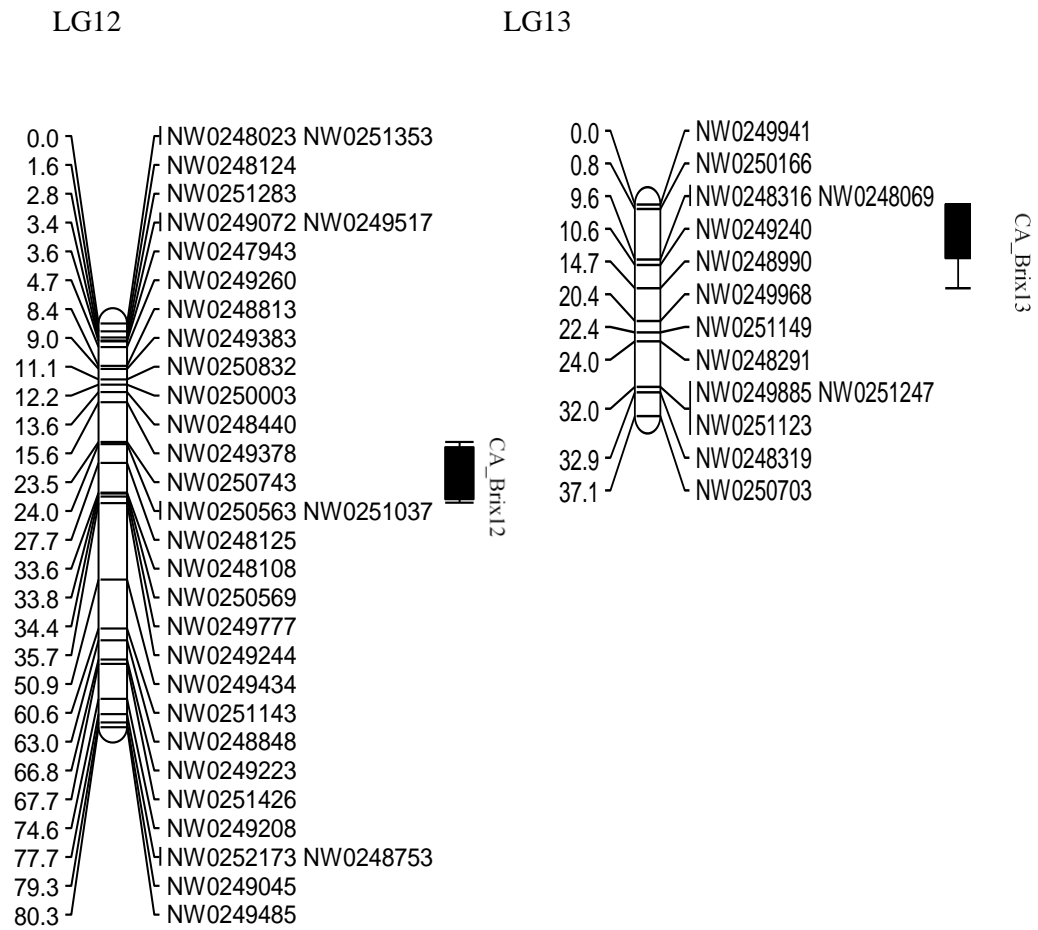 LG12
LG13
0.0 NW0248023 NW0251353
1.6 NW0248124
2.8 NW0251283
3.4 NW0249072 NW0249517
3.6 NW0247943
4.7 NW0249260
8.4 NW0248813
9.0 NW0249383
11.1 NW0250832
12.2 NW0250003
13.6 NW0248440
15.6 NW0249378
23.5 NW0250743
24.0 NW0250563 NW0251037
27.7 NW0248125
33.6 NW0248108
33.8 NW0250569
34.4 NW0249777
35.7 NW0249244
50.9 NW0249434
60.6 NW0251143
63.0 NW0248848
66.8 NW0249223
67.7 NW0251426
74.6 NW0249208
77.7 NW0252173 NW0248753
79.3 NW0249045
80.3 NW0249485
CA_Brix12
0.0 NW0249941
0.8 NW0250166
9.6 NW0248316 NW0248069
10.6 NW0249240
14.7 NW0248990
20.4 NW0249968
22.4 NW0251149
24.0 NW0248291
32.0 NW0249885 NW0251247
NW0251123
32.9 NW0248319
37.1 NW0250703
CA_Brix13